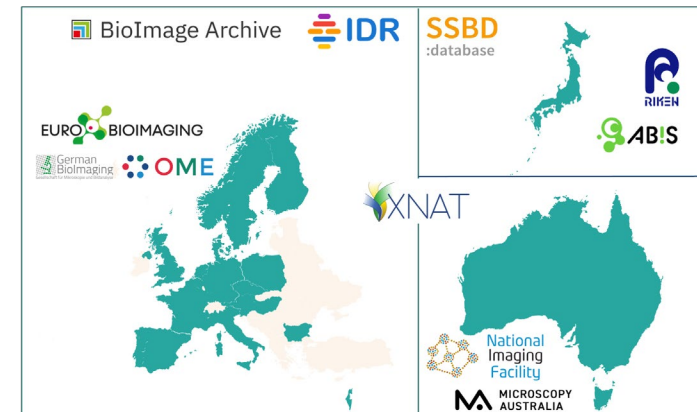 BioImage Archive
IDR
SSBD
:database
RIKEN
ABiS
EURO BIOIMAGING
German
BioImaging
OME
XNAT
National
Imaging
Facility
MICROSCOPY
AUSTRALIA